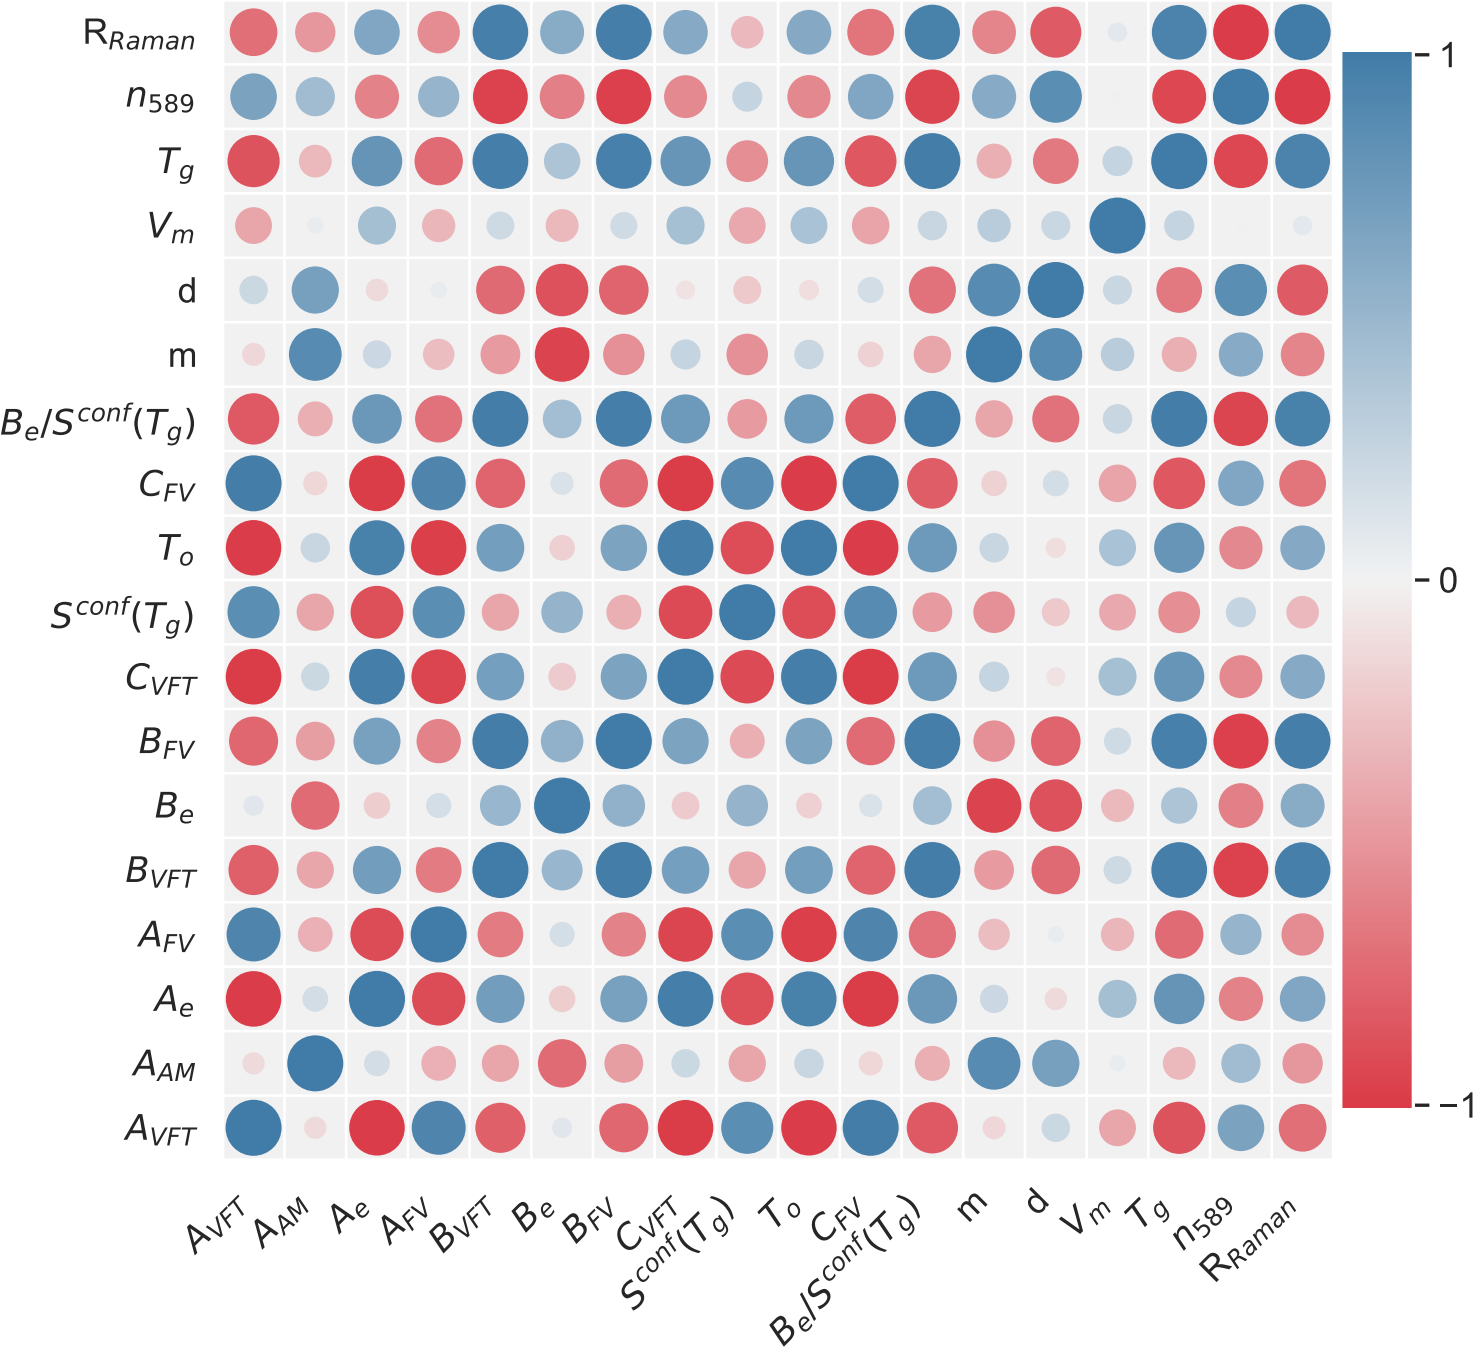 R_Raman
n_589
T_g
V_m
d
m
B_e/S^conf(T_g)
C_FV
T_o
S^conf(T_g)
C_VFT
B_FV
B_e
B_VFT
A_FV
A_e
A_AM
A_VFT
A_VFT
A_AM
A_e
A_FV
B_VFT
B_e
B_FV
C_VFT
S^conf(T_g)
T_o
C_FV
B_e/S^conf(T_g)
m
d
V_m
T_g
n_589
R_Raman
1
0
−1